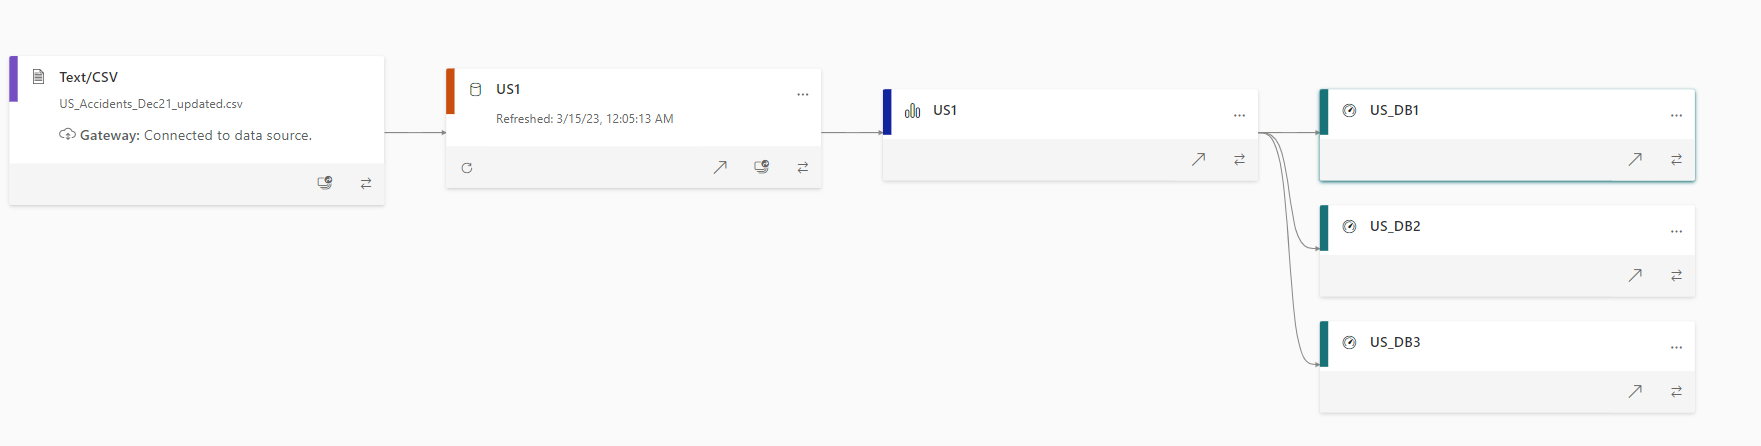 Text/CSV
US_Accidents_Dec21_updated.csv
Gateway: Connected to data source.
US1
Refreshed: 3/15/23, 12:05:13 AM
US1
US_DB1
US_DB2
US_DB3